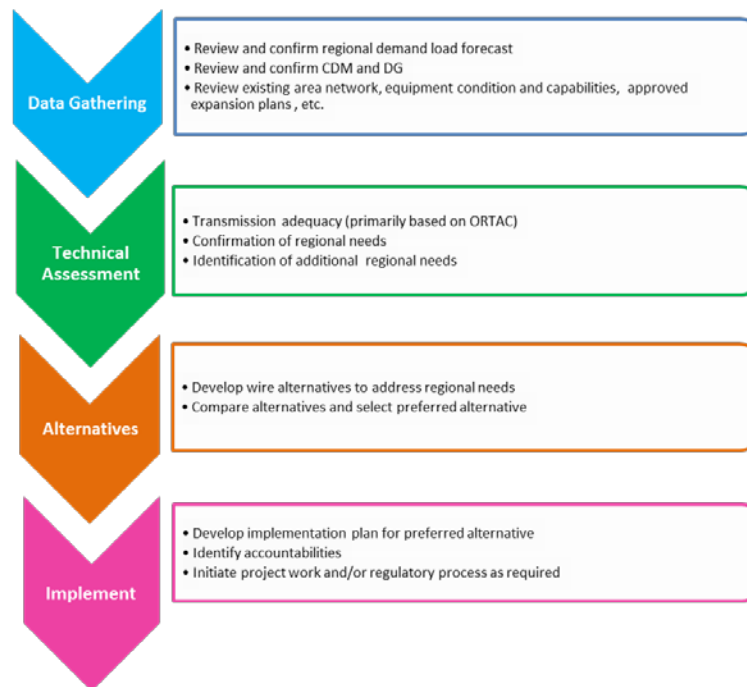 Data Gathering
• Review and confirm regional demand load forecast
• Review and confirm CDM and DG
• Review existing area network, equipment condition and capabilities, approved
expansion plans , etc.
Technical
Assessment
• Transmission adequacy (primarily based on ORTAC)
• Confirmation of regional needs
• Identification of additional regional needs
Alternatives
• Develop wire alternatives to address regional needs
• Compare alternatives and select preferred alternative
Implement
• Develop implementation plan for preferred alternative
• Identify accountabilities
• Initiate project work and/or regulatory process as required